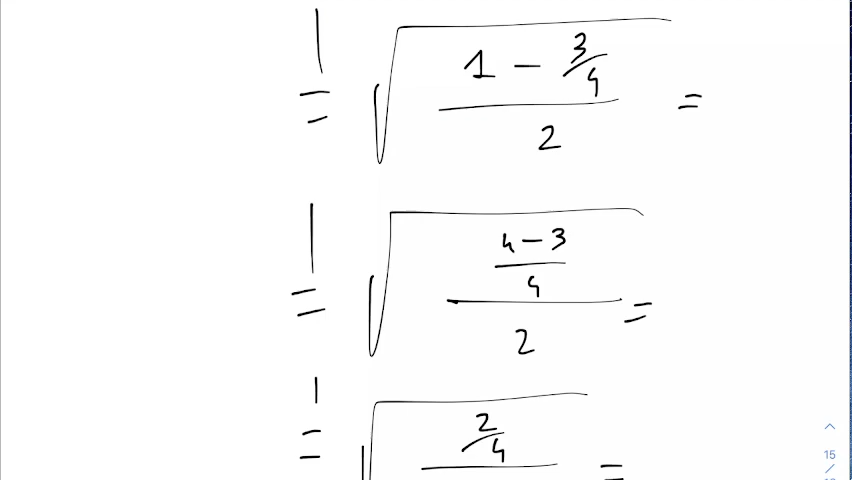 ± √((1 - 3/4)/2) =
± √(((4 - 3)/4)/2) =
± √((2/4)/ =
15
/